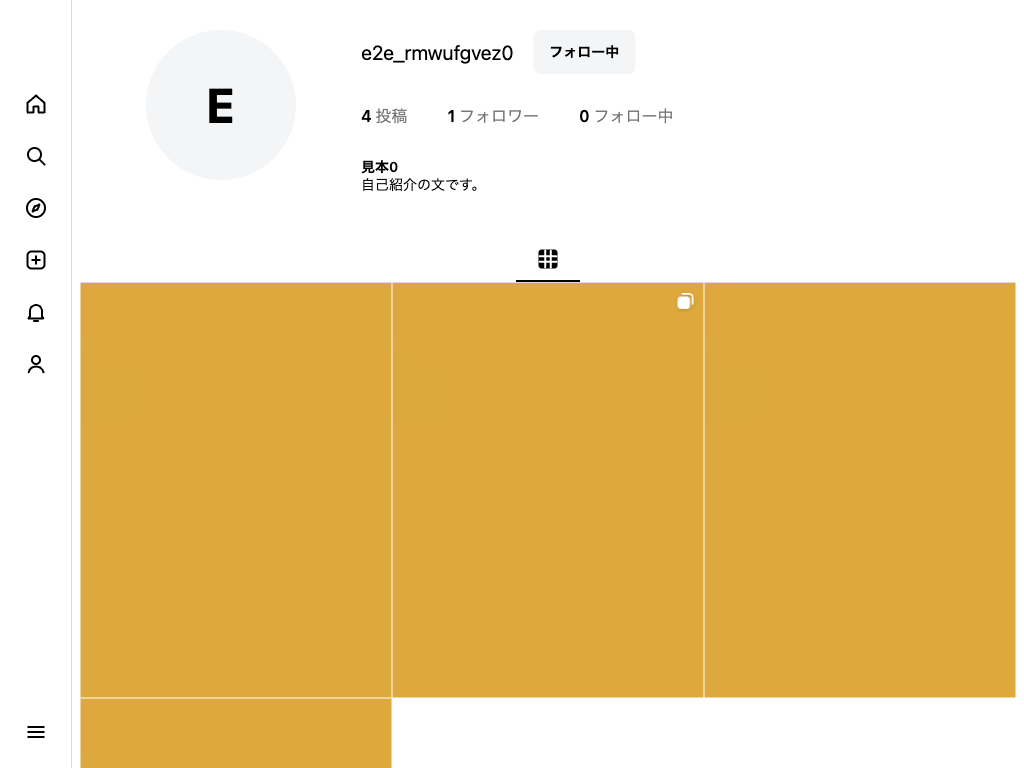 E
e2e_rmwufgvez0
フォロー中
4 投稿 1 フォロワー 0 フォロー中
見本0
自己紹介の文です。